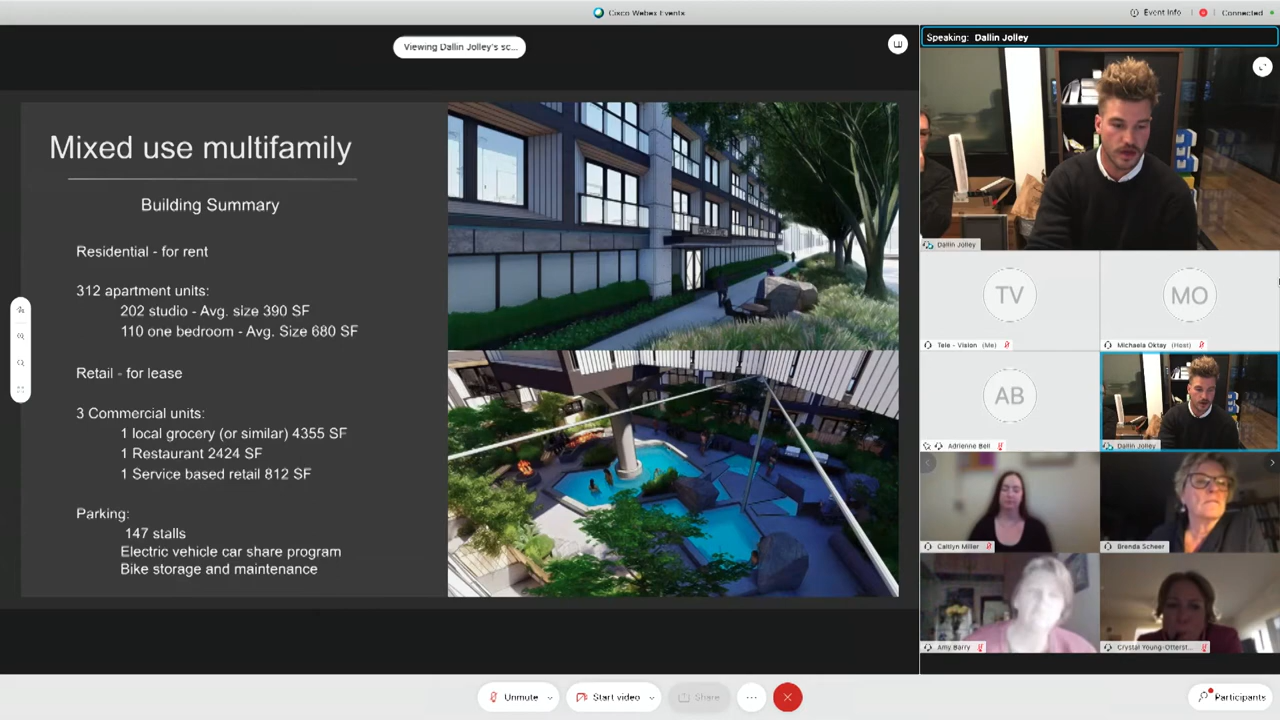 Cisco Webex Events
Event Info
Connected
Viewing Dallin Jolley's sc...
Speaking: Dallin Jolley
Mixed use multifamily
Building Summary
Residential - for rent
312 apartment units:
202 studio - Avg. size 390 SF
110 one bedroom - Avg. Size 680 SF
Retail - for lease
3 Commercial units:
1 local grocery (or similar) 4355 SF
1 Restaurant 2424 SF
1 Service based retail 812 SF
Parking:
147 stalls
Electric vehicle car share program
Bike storage and maintenance
Dallin Jolley
TV
MO
Tele - Vision (Me)
Michaela Oktay (Host)
AB
Adrienne Bell
Dallin Jolley
Caitlyn Miller
Brenda Scheer
Amy Barry
Crystal Young-Otterst...
Unmute
Start video
Share
Participants